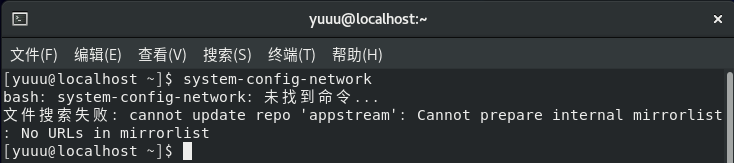 yuuu@localhost:~
文件(F) 编辑(E) 查看(V) 搜索(S) 终端(T) 帮助(H)
[yuuu@localhost ~]$ system-config-network
bash: system-config-network: 未找到命令...
文件搜索失败: cannot update repo 'appstream': Cannot prepare internal mirrorlist
: No URLs in mirrorlist
[yuuu@localhost ~]$